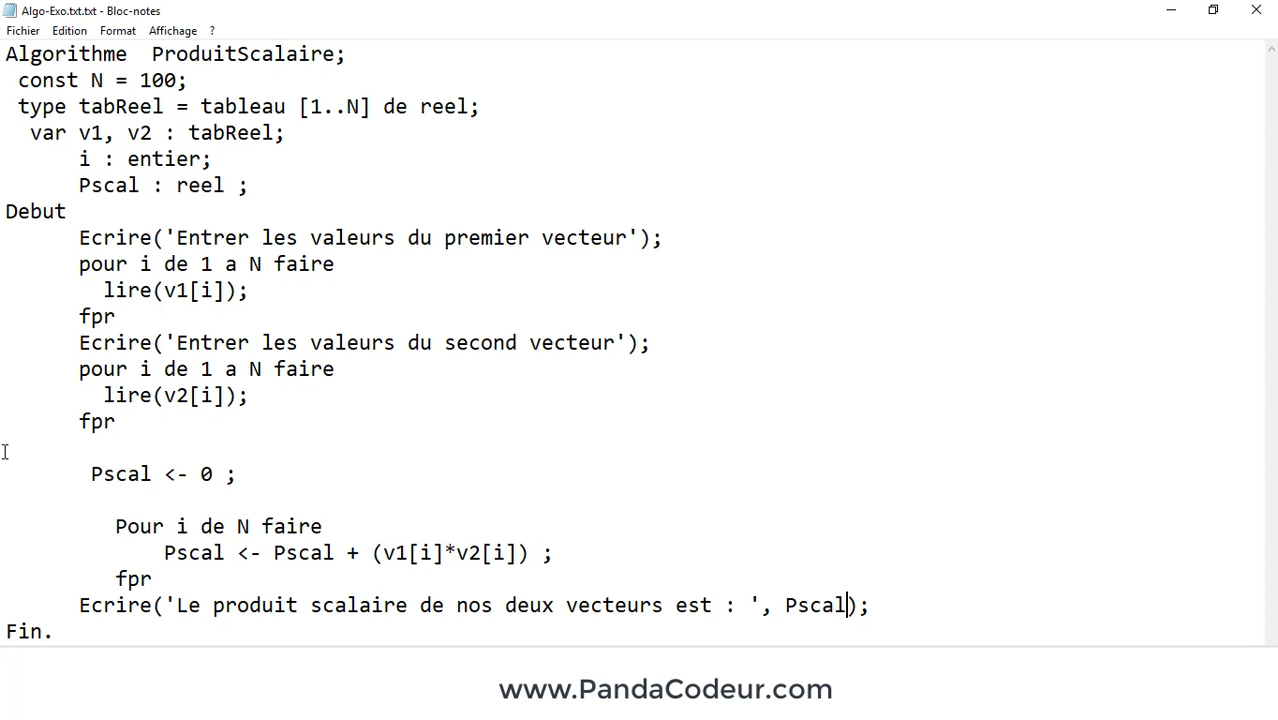 Algo-Exo.txt.txt - Bloc-notes
Fichier Edition Format Affichage ?
Algorithme  ProduitScalaire;
 const N = 100;
 type tabReel = tableau [1..N] de reel;
  var v1, v2 : tabReel;
      i : entier;
      Pscal : reel ;
Debut
      Ecrire('Entrer les valeurs du premier vecteur');
      pour i de 1 a N faire
        lire(v1[i]);
      fpr
      Ecrire('Entrer les valeurs du second vecteur');
      pour i de 1 a N faire
        lire(v2[i]);
      fpr
       Pscal <- 0 ;
         Pour i de N faire
             Pscal <- Pscal + (v1[i]*v2[i]) ;
         fpr
      Ecrire('Le produit scalaire de nos deux vecteurs est : ', Pscal);
Fin.
www.PandaCodeur.com